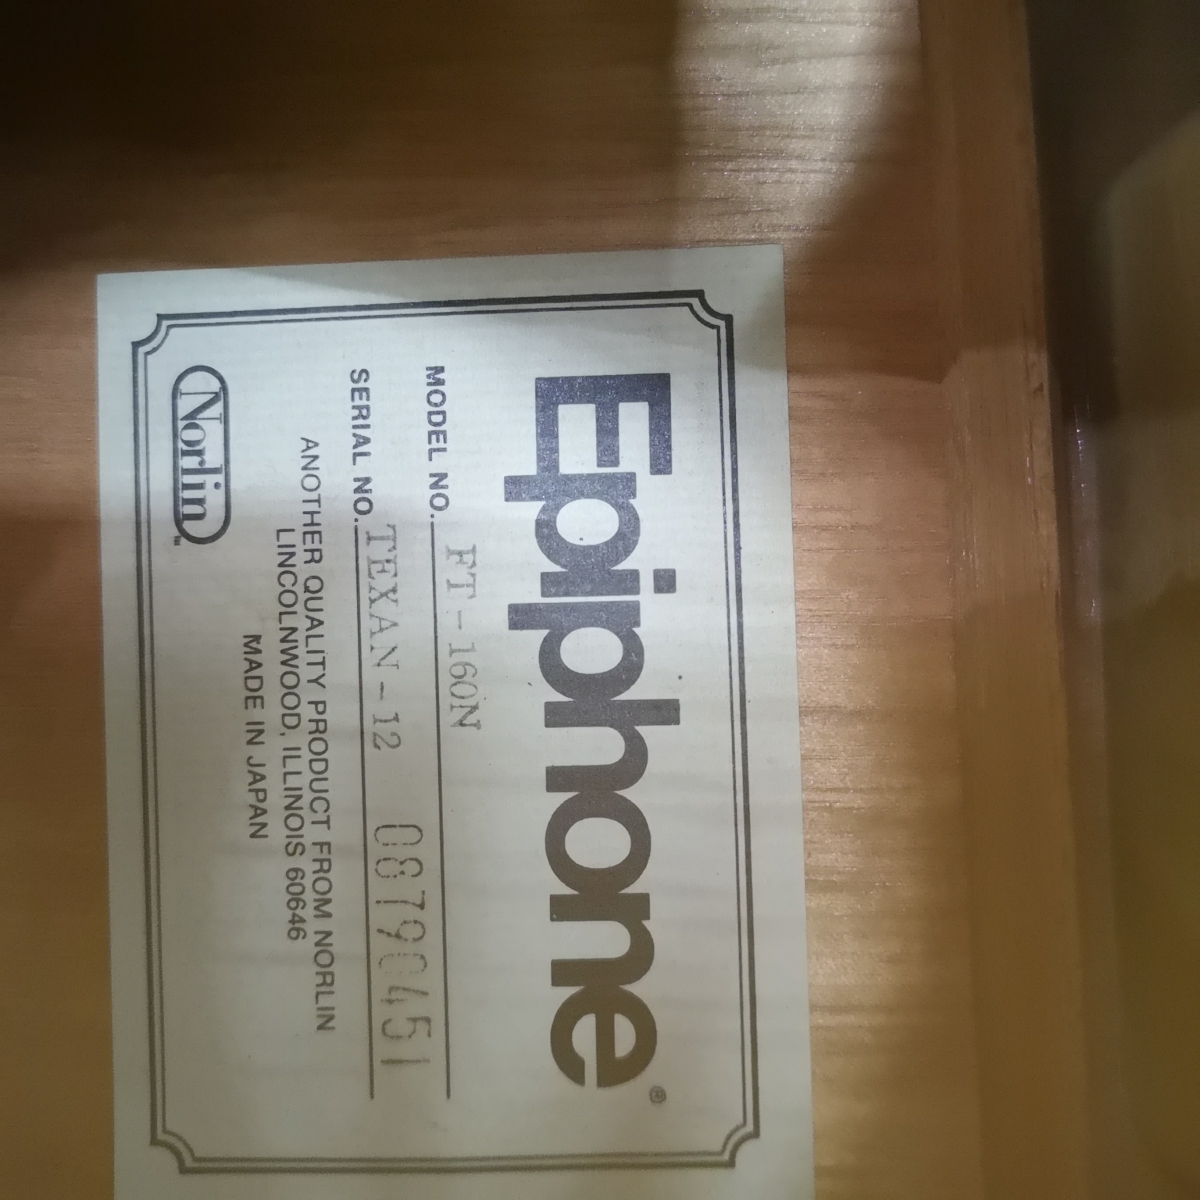 Epiphone®
MODEL NO. FT-160N
SERIAL NO. TEXAN-12 08790451
ANOTHER QUALITY PRODUCT FROM NORLIN
LINCOLNWOOD, ILLINOIS 60646
MADE IN JAPAN
Norlin™